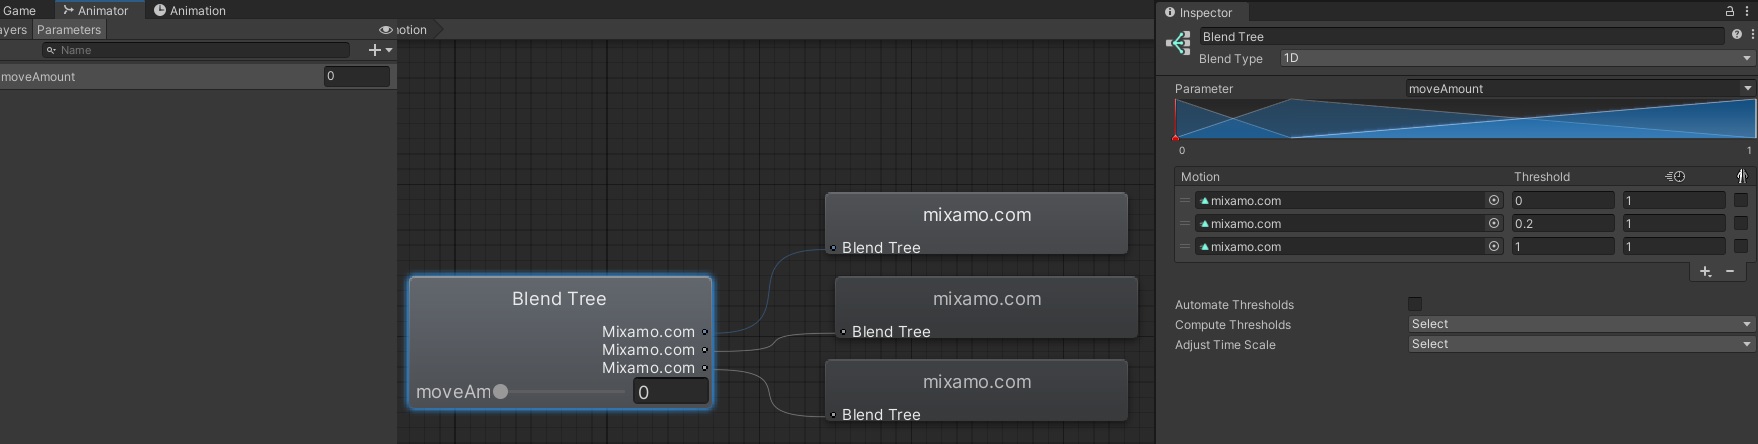 Game Animator Animation
ayers Parameters
otion
Name
moveAmount 0
mixamo.com
Blend Tree
mixamo.com
Blend Tree
mixamo.com
Blend Tree
Blend Tree
Mixamo.com
Mixamo.com
Mixamo.com
moveAm 0
Inspector
Blend Tree
Blend Type 1D
Parameter moveAmount
0 1
Motion Threshold
mixamo.com 0 1
mixamo.com 0.2 1
mixamo.com 1 1
Automate Thresholds
Compute Thresholds Select
Adjust Time Scale Select